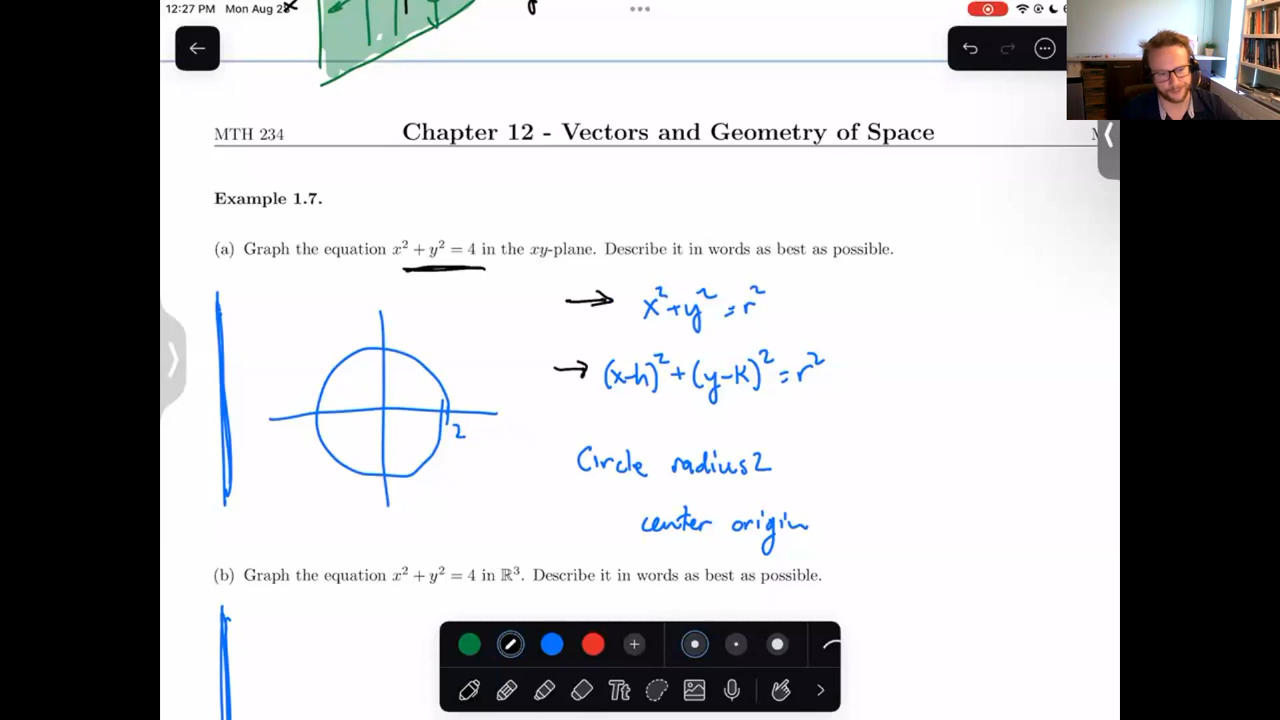 12:27 PM Mon Aug
MTH 234
Chapter 12 - Vectors and Geometry of Space
Example 1.7.
(a) Graph the equation x² + y² = 4 in the xy-plane. Describe it in words as best as possible.
x² + y² = r²
(x-h)² + (y-k)² = r²
2
Circle radius 2
center origin
(b) Graph the equation x² + y² = 4 in ℝ³. Describe it in words as best as possible.
Tt